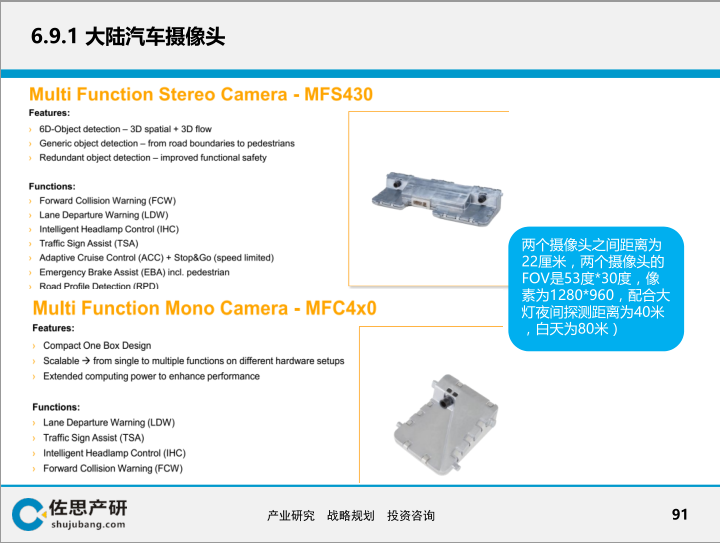 6.9.1 大陆汽车摄像头
Multi Function Stereo Camera - MFS430
Features:
› 6D-Object detection – 3D spatial + 3D flow
› Generic object detection – from road boundaries to pedestrians
› Redundant object detection – improved functional safety
Functions:
› Forward Collision Warning (FCW)
› Lane Departure Warning (LDW)
› Intelligent Headlamp Control (IHC)
› Traffic Sign Assist (TSA)
› Adaptive Cruise Control (ACC) + Stop&Go (speed limited)
› Emergency Brake Assist (EBA) incl. pedestrian
› Road Profile Detection (RPD)
两个摄像头之间距离为
22厘米，两个摄像头的
FOV是53度*30度，像
素为1280*960，配合大
灯夜间探测距离为40米
，白天为80米）
Multi Function Mono Camera - MFC4x0
Features:
› Compact One Box Design
› Scalable → from single to multiple functions on different hardware setups
› Extended computing power to enhance performance
Functions:
› Lane Departure Warning (LDW)
› Traffic Sign Assist (TSA)
› Intelligent Headlamp Control (IHC)
› Forward Collision Warning (FCW)
佐思产研
shujubang.com
产业研究 战略规划 投资咨询
91